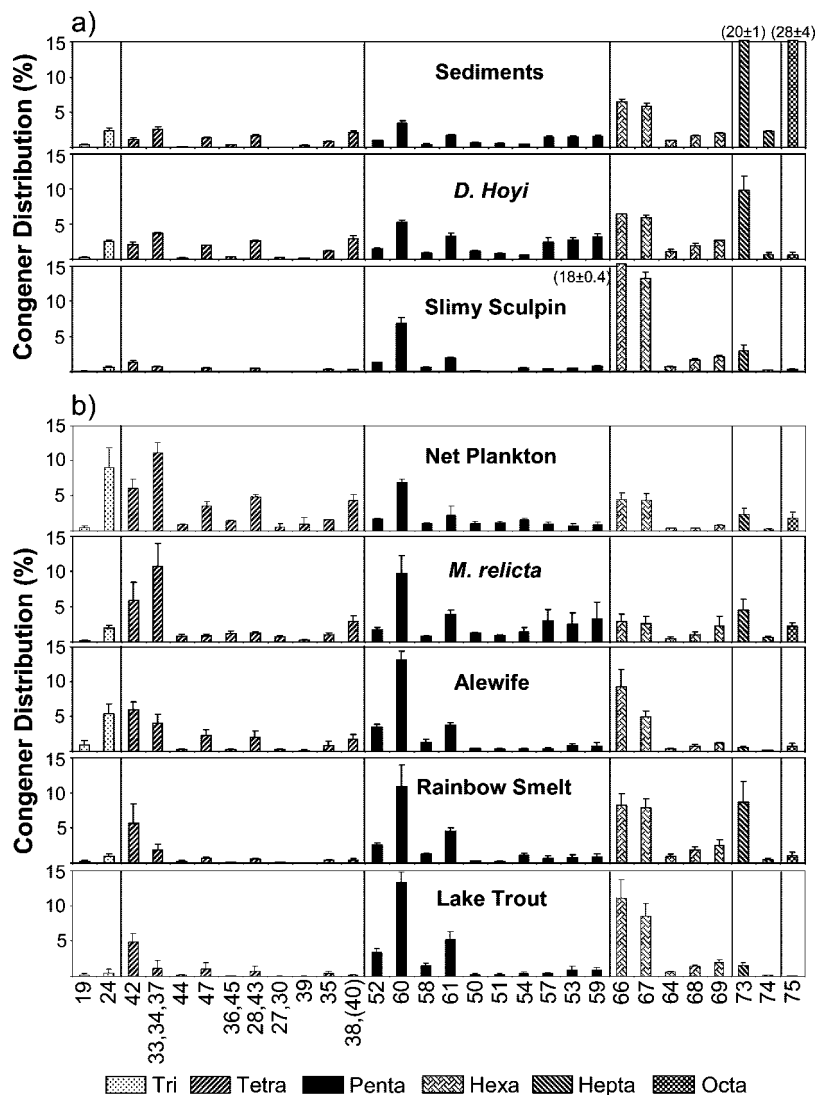 a)
(20±1) (28±4)
15
10
5
Sediments
15
10
5
D. Hoyi
15
10
5
(18±0.4)
Slimy Sculpin
Congener Distribution (%)
b)
15
10
5
Net Plankton
15
10
5
M. relicta
15
10
5
Alewife
15
10
5
Rainbow Smelt
15
10
5
Lake Trout
Congener Distribution (%)
19 24 42 33,34,37 44 47 36,45 28,43 27,30 39 35 38,(40) 52 60 58 61 50 51 54 57 53 59 66 67 64 68 69 73 74 75
Tri Tetra Penta Hexa Hepta Octa